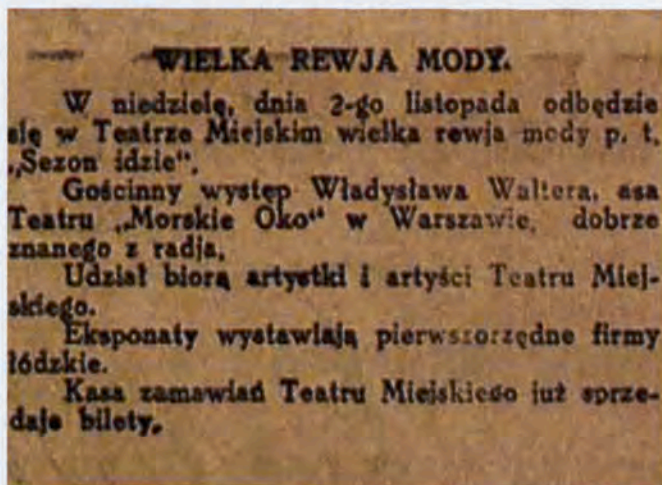 WIELKA REWJA MODY.
W niedzielę, dnia 2-go listopada odbędzie
się w Teatrze Miejskim wielka rewja mody p. t.
„Sezon idzie".
Gościnny występ Władysława Waltera, asa
Teatru „Morskie Oko" w Warszawie, dobrze
znanego z radja.
Udział biorą artystki i artyści Teatru Miej-
skiego.
Eksponaty wystawiają pierwszorzędne firmy
łódzkie.
Kasa zamawiań Teatru Miejskiego już sprze-
daje bilety.